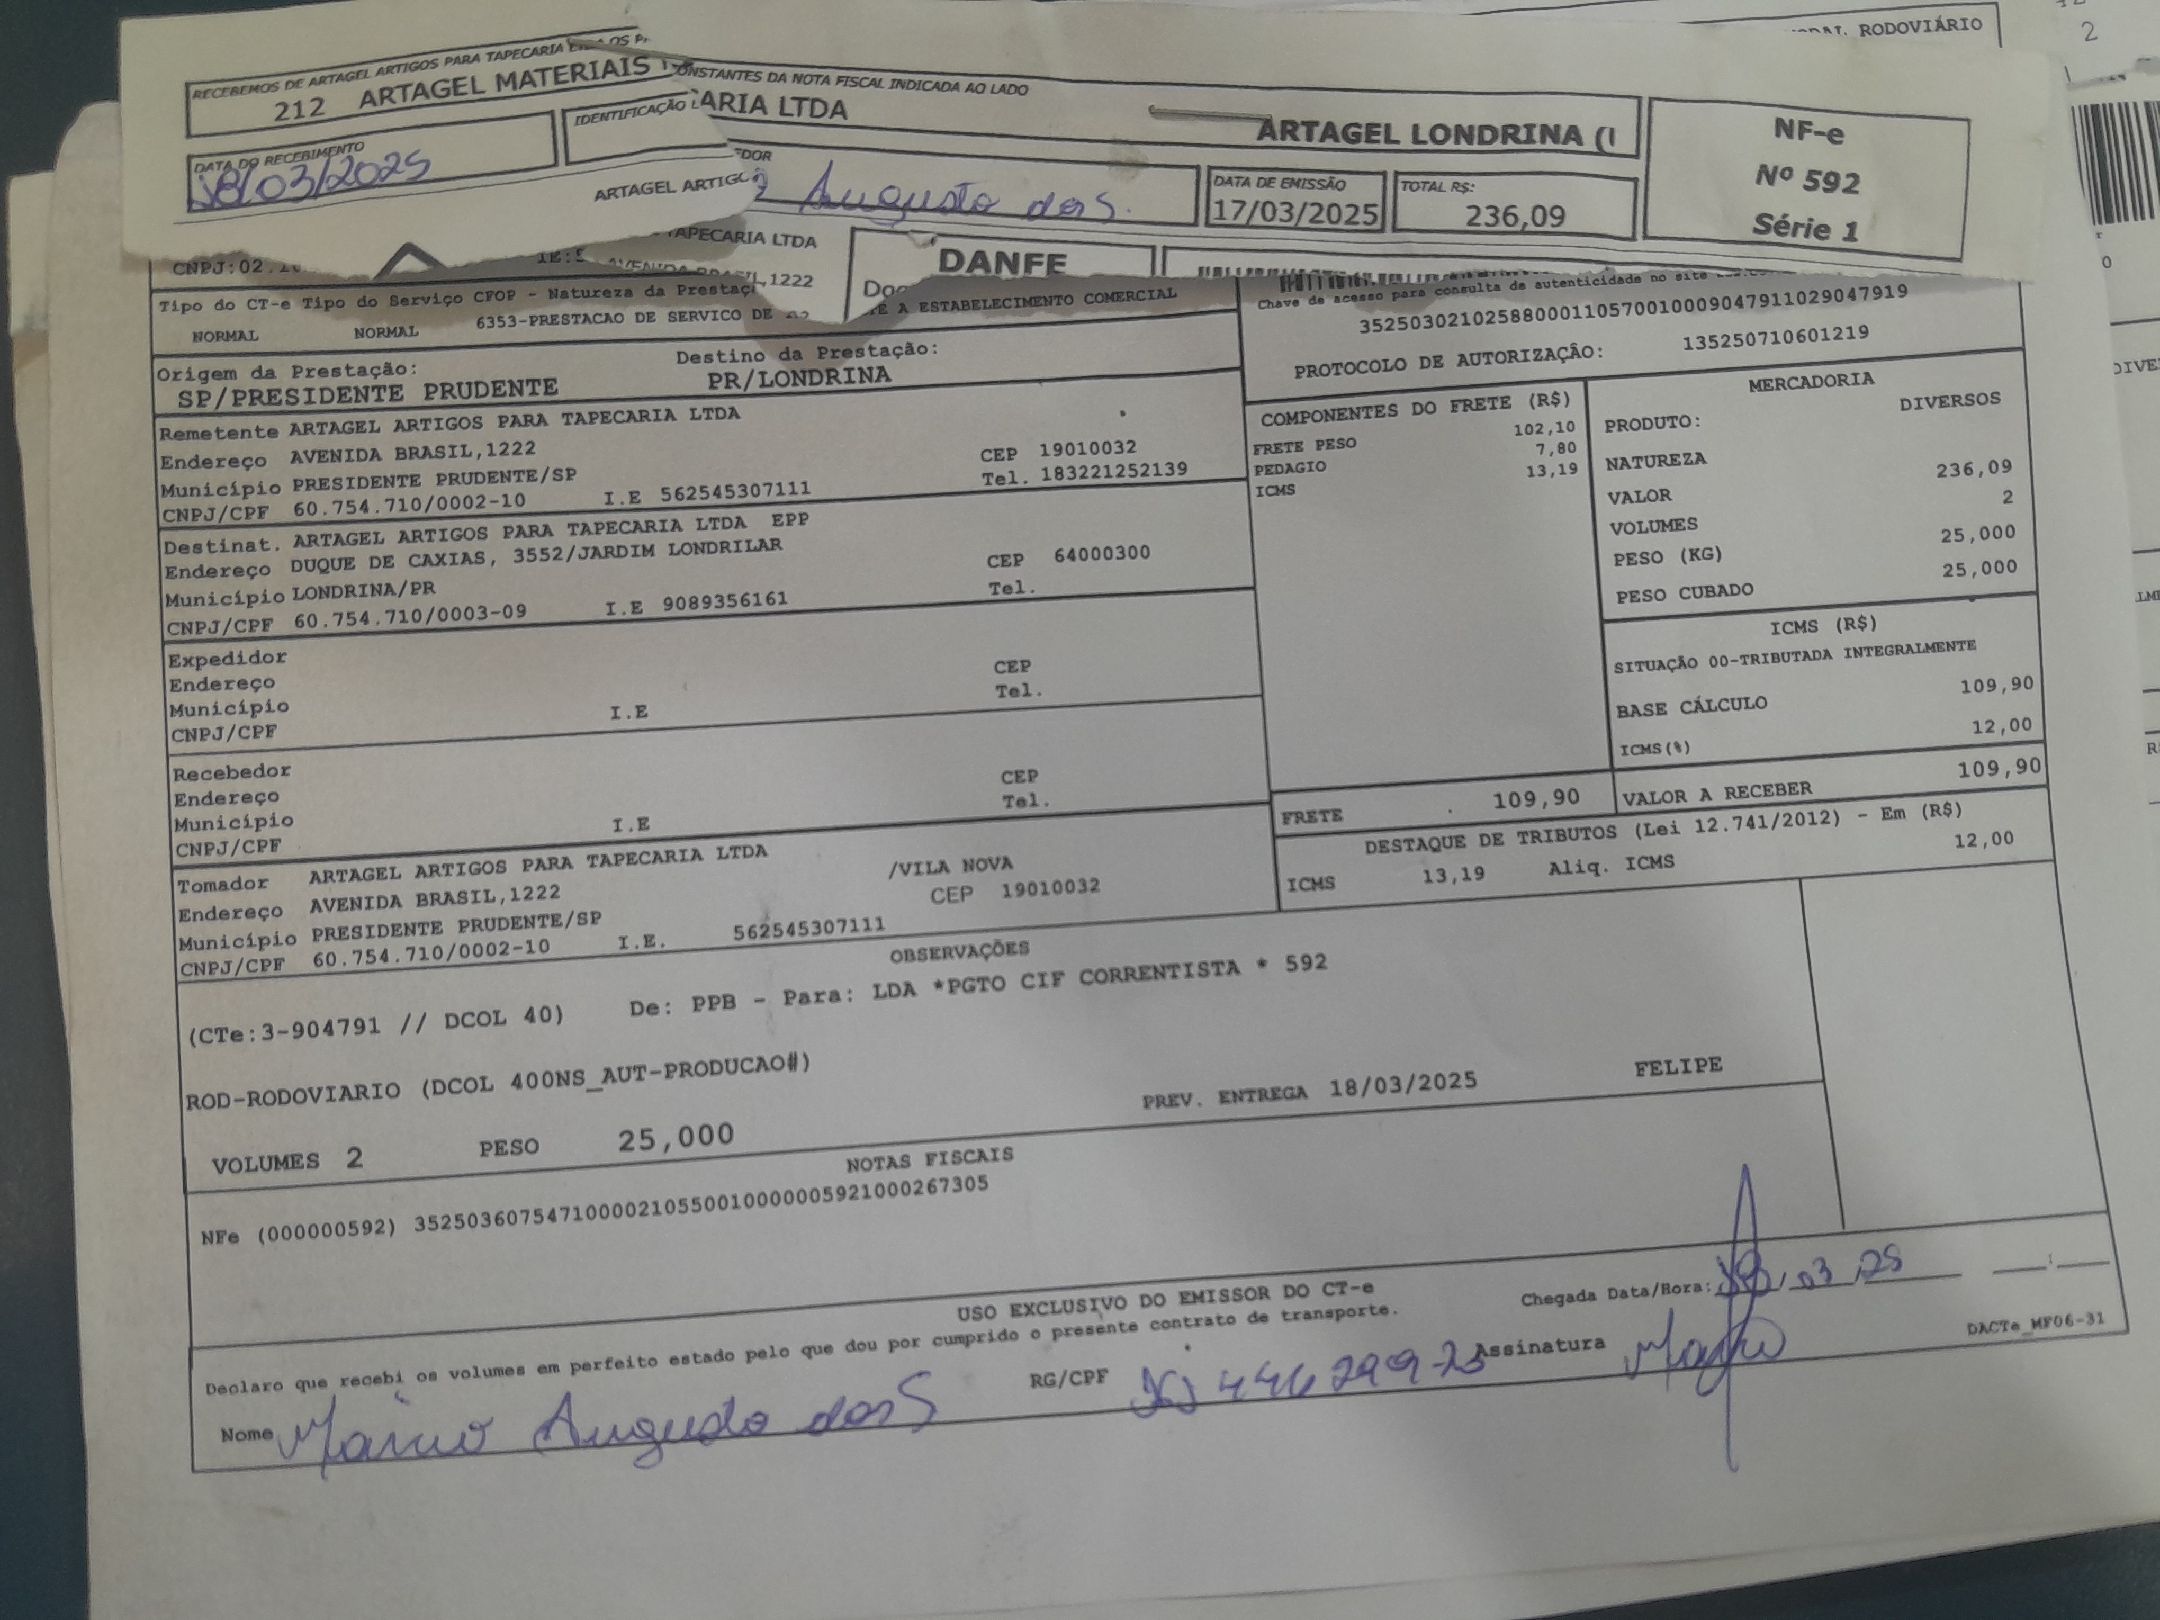 RODOVIÁRIO
2
RECEBEMOS DE ARTAGEL ARTIGOS PARA TAPECARIA
CONSTANTES DA NOTA FISCAL INDICADA AO LADO
212 ARTAGEL MATERIAIS
CARIA LTDA
ARTAGEL LONDRINA (
NF-e
Nº 592
Série 1
DATA DO RECEBIMENTO
18/03/2025
IDENTIFICAÇÃO
Augusto dos S.
DATA DE EMISSÃO
17/03/2025
TOTAL R$:
236,09
ARTAGEL ARTIGO
TAPECARIA LTDA
AVENIDA BRASIL,1222
DANFE
CNPJ:02.
Tipo do CT-e Tipo do Serviço CFOP - Natureza da Prestaç
NORMAL NORMAL 6353-PRESTACAO DE SERVICO DE
A ESTABELECIMENTO COMERCIAL
Chave de acesso para consulta de autenticidade no site
35250302102588000110570010009047911029047919
PROTOCOLO DE AUTORIZAÇÃO: 135250710601219
Origem da Prestação: Destino da Prestação:
SP/PRESIDENTE PRUDENTE PR/LONDRINA
Remetente ARTAGEL ARTIGOS PARA TAPECARIA LTDA
Endereço AVENIDA BRASIL,1222 CEP 19010032
Município PRESIDENTE PRUDENTE/SP Tel. 183221252139
CNPJ/CPF 60.754.710/0002-10 I.E 562545307111
Destinat. ARTAGEL ARTIGOS PARA TAPECARIA LTDA EPP
Endereço DUQUE DE CAXIAS, 3552/JARDIM LONDRILAR CEP 64000300
Município LONDRINA/PR Tel.
CNPJ/CPF 60.754.710/0003-09 I.E 9089356161
Expedidor
Endereço CEP
Município Tel.
CNPJ/CPF I.E
Recebedor
Endereço CEP
Município Tel.
CNPJ/CPF I.E
Tomador ARTAGEL ARTIGOS PARA TAPECARIA LTDA
Endereço AVENIDA BRASIL,1222 /VILA NOVA
Município PRESIDENTE PRUDENTE/SP CEP 19010032
CNPJ/CPF 60.754.710/0002-10 I.E. 562545307111
COMPONENTES DO FRETE (R$)
FRETE PESO 102,10
PEDAGIO 7,80
ICMS 13,19
MERCADORIA
PRODUTO: DIVERSOS
NATUREZA
VALOR 236,09
VOLUMES 2
PESO (KG) 25,000
PESO CUBADO 25,000
ICMS (R$)
SITUAÇÃO 00-TRIBUTADA INTEGRALMENTE
BASE CÁLCULO 109,90
ICMS(%) 12,00
FRETE 109,90
VALOR A RECEBER 109,90
DESTAQUE DE TRIBUTOS (Lei 12.741/2012) - Em (R$)
ICMS 13,19 Aliq. ICMS 12,00
OBSERVAÇÕES
(CTe:3-904791 // DCOL 40) De: PPB - Para: LDA *PGTO CIF CORRENTISTA * 592
ROD-RODOVIARIO (DCOL 400NS_AUT-PRODUCAO#)
PREV. ENTREGA 18/03/2025 FELIPE
VOLUMES 2 PESO 25,000
NOTAS FISCAIS
NFe (000000592) 35250360754710000210550010000005921000267305
USO EXCLUSIVO DO EMISSOR DO CT-e
Declaro que recebi os volumes em perfeito estado pelo que dou por cumprido o presente contrato de transporte.
Chegada Data/Hora: 18 03 25
Nome Augusto dos S RG/CPF Assinatura
DACTe_MF06-31